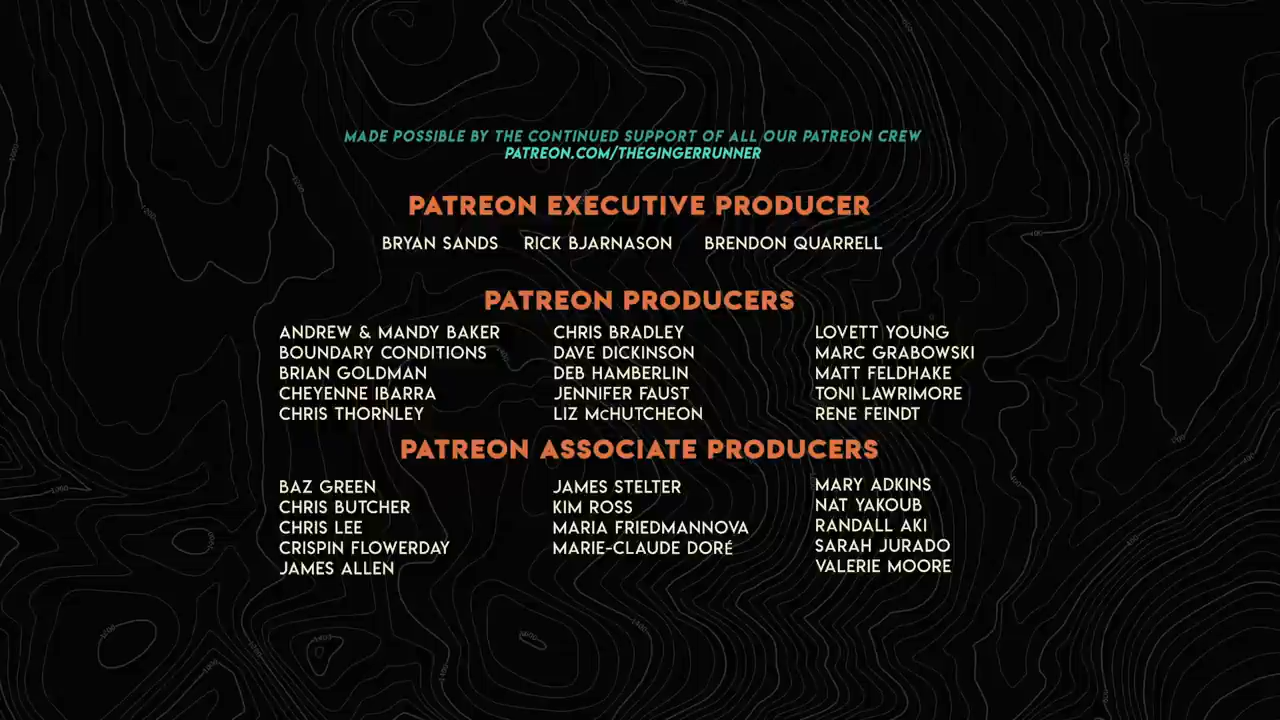 MADE POSSIBLE BY THE CONTINUED SUPPORT OF ALL OUR PATREON CREW
PATREON.COM/THEGINGERRUNNER
PATREON EXECUTIVE PRODUCER
BRYAN SANDS RICK BJARNASON BRENDON QUARRELL
PATREON PRODUCERS
ANDREW & MANDY BAKER
BOUNDARY CONDITIONS
BRIAN GOLDMAN
CHEYENNE IBARRA
CHRIS THORNLEY
CHRIS BRADLEY
DAVE DICKINSON
DEB HAMBERLIN
JENNIFER FAUST
LIZ McHUTCHEON
LOVETT YOUNG
MARC GRABOWSKI
MATT FELDHAKE
TONI LAWRIMORE
RENE FEINDT
PATREON ASSOCIATE PRODUCERS
BAZ GREEN
CHRIS BUTCHER
CHRIS LEE
CRISPIN FLOWERDAY
JAMES ALLEN
JAMES STELTER
KIM ROSS
MARIA FRIEDMANNOVA
MARIE-CLAUDE DORÉ
MARY ADKINS
NAT YAKOUB
RANDALL AKI
SARAH JURADO
VALERIE MOORE